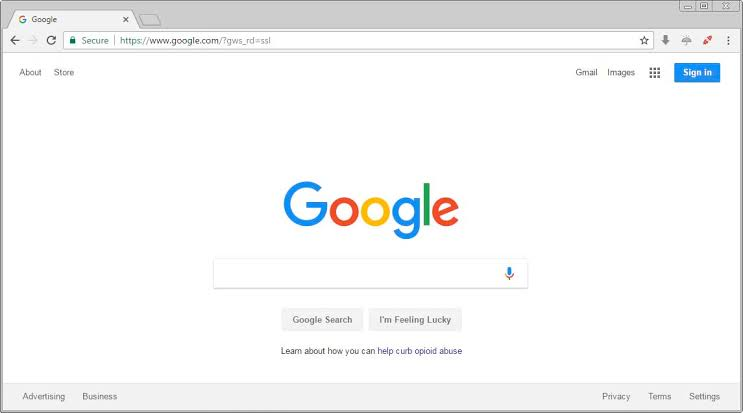 Google
Secure https://www.google.com/?gws_rd=ssl
About Store Gmail Images Sign in
Google
Google Search I'm Feeling Lucky
Learn about how you can help curb opioid abuse
Advertising Business Privacy Terms Settings